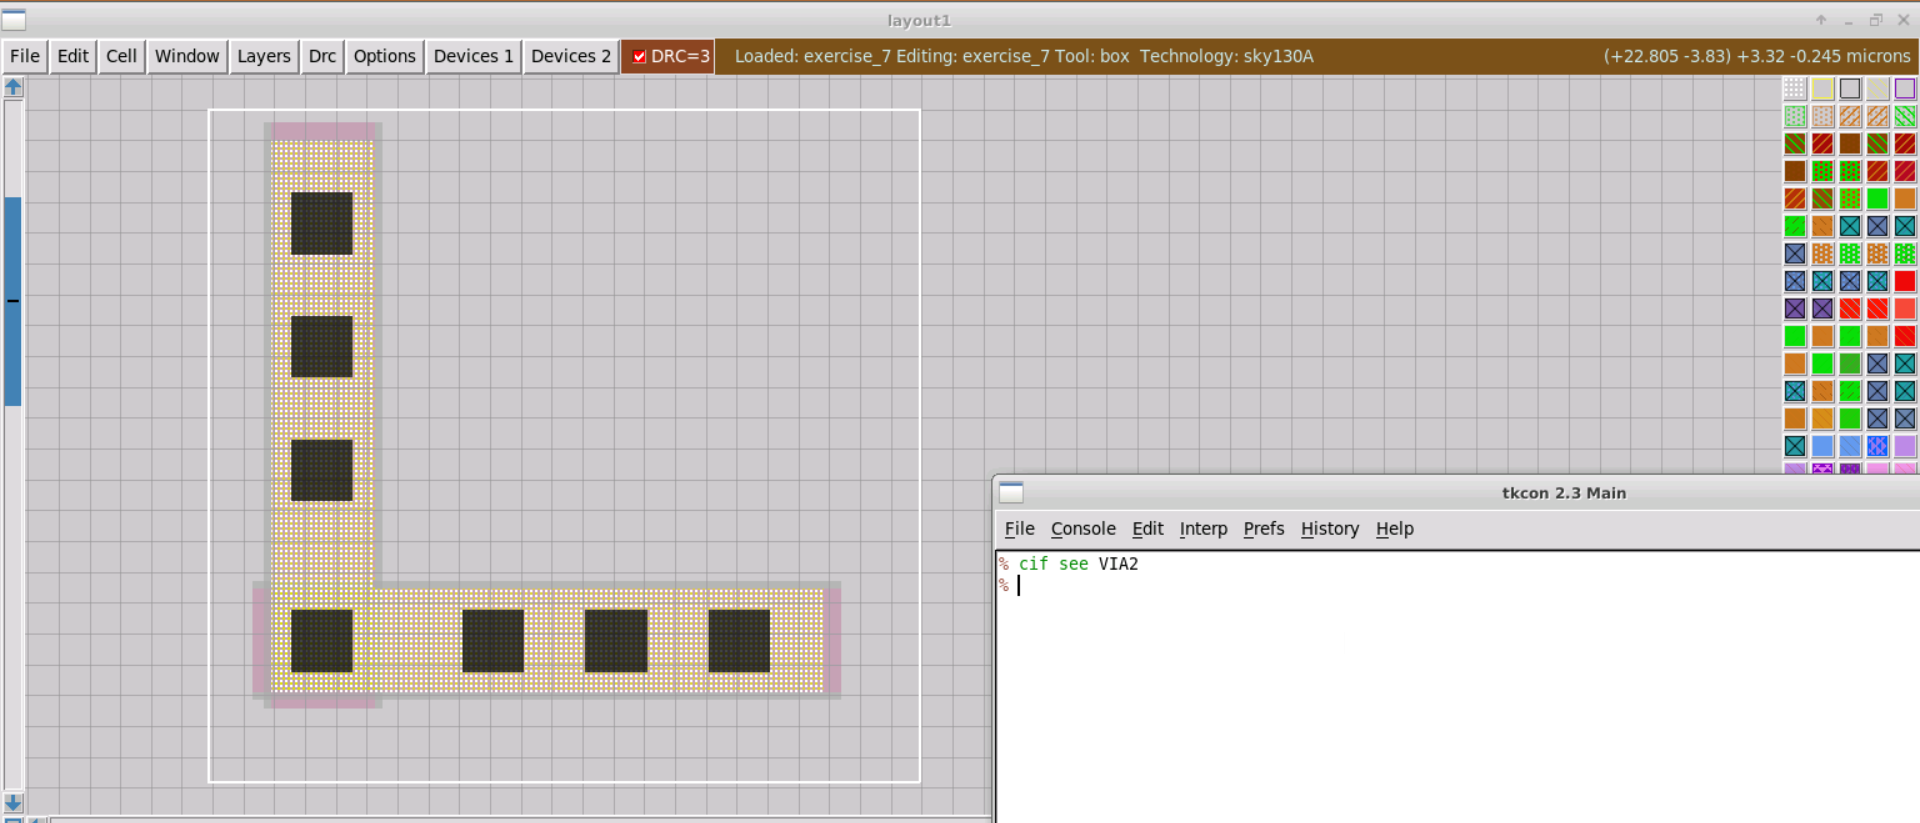 layout1
File Edit Cell Window Layers Drc Options Devices 1 Devices 2 DRC=3 Loaded: exercise_7 Editing: exercise_7 Tool: box Technology: sky130A (+22.805 -3.83) +3.32 -0.245 microns
tkcon 2.3 Main
File Console Edit Interp Prefs History Help
% cif see VIA2
%